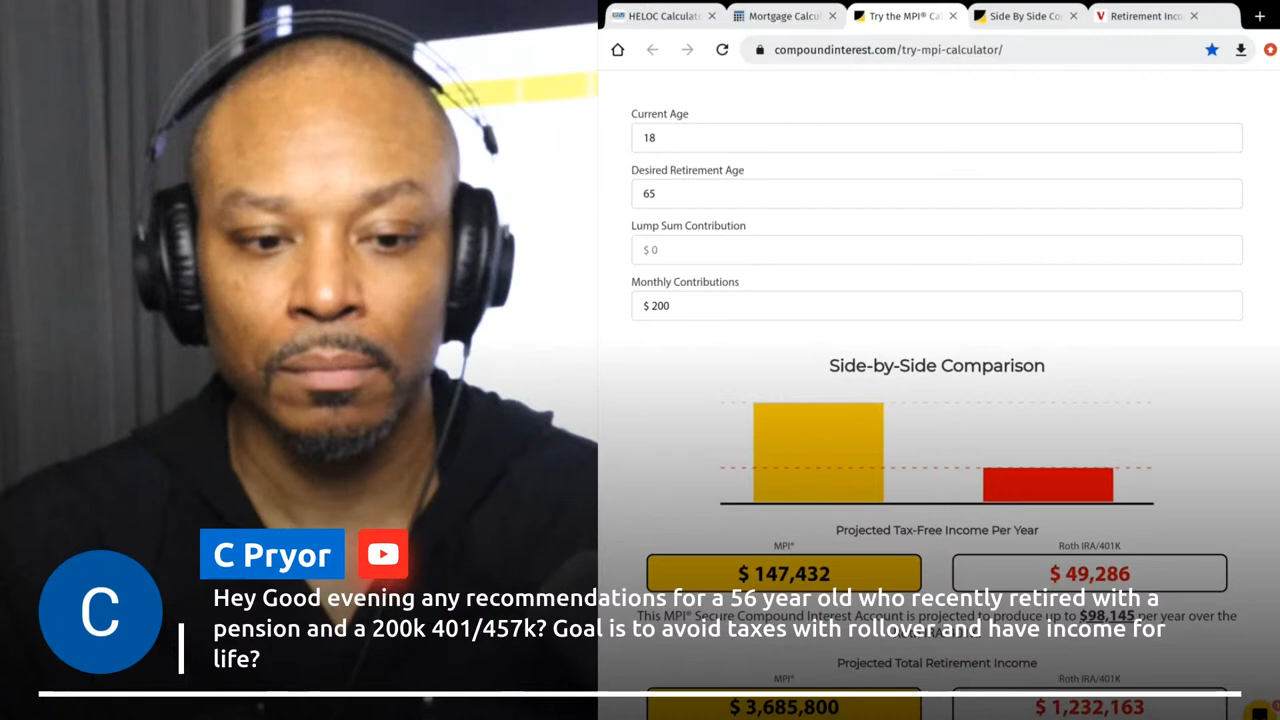 HELOC Calculat
Mortgage Calcu
Try the MPI® Ca
Side By Side Co
Retirement Inco
compoundinterest.com/try-mpi-calculator/
Current Age
18
Desired Retirement Age
65
Lump Sum Contribution
$ 0
Monthly Contributions
$ 200
Side-by-Side Comparison
Projected Tax-Free Income Per Year
MPI®
Roth IRA/401K
$ 147,432
$ 49,286
This MPI® Secure Compound Interest Account is projected to produce up to $98,145 per year over the
Projected Total Retirement Income
MPI®
Roth IRA/401K
$ 3,685,800
$ 1,232,163
C
C Pryor
Hey Good evening any recommendations for a 56 year old who recently retired with a
pension and a 200k 401/457k? Goal is to avoid taxes with rollover and have income for
life?